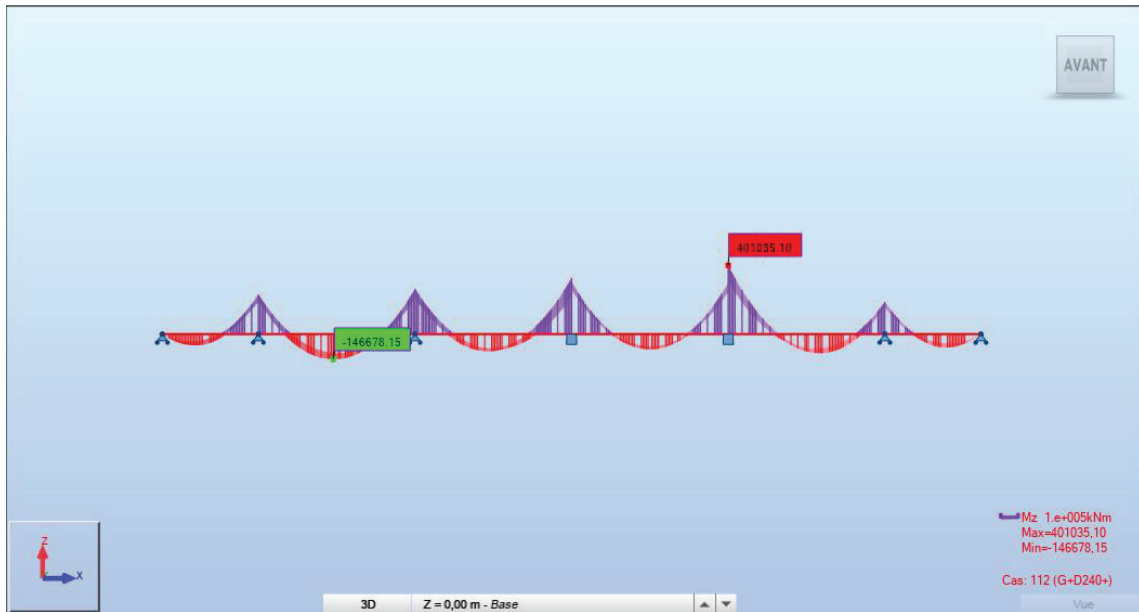 AVANT
401035,10
-146678,15
Mz 1.e+005kNm
Max=401035,10
Min=-146678,15
Cas: 112 (G+D240+)
Z
X
3D Z = 0,00 m - Base
Vue